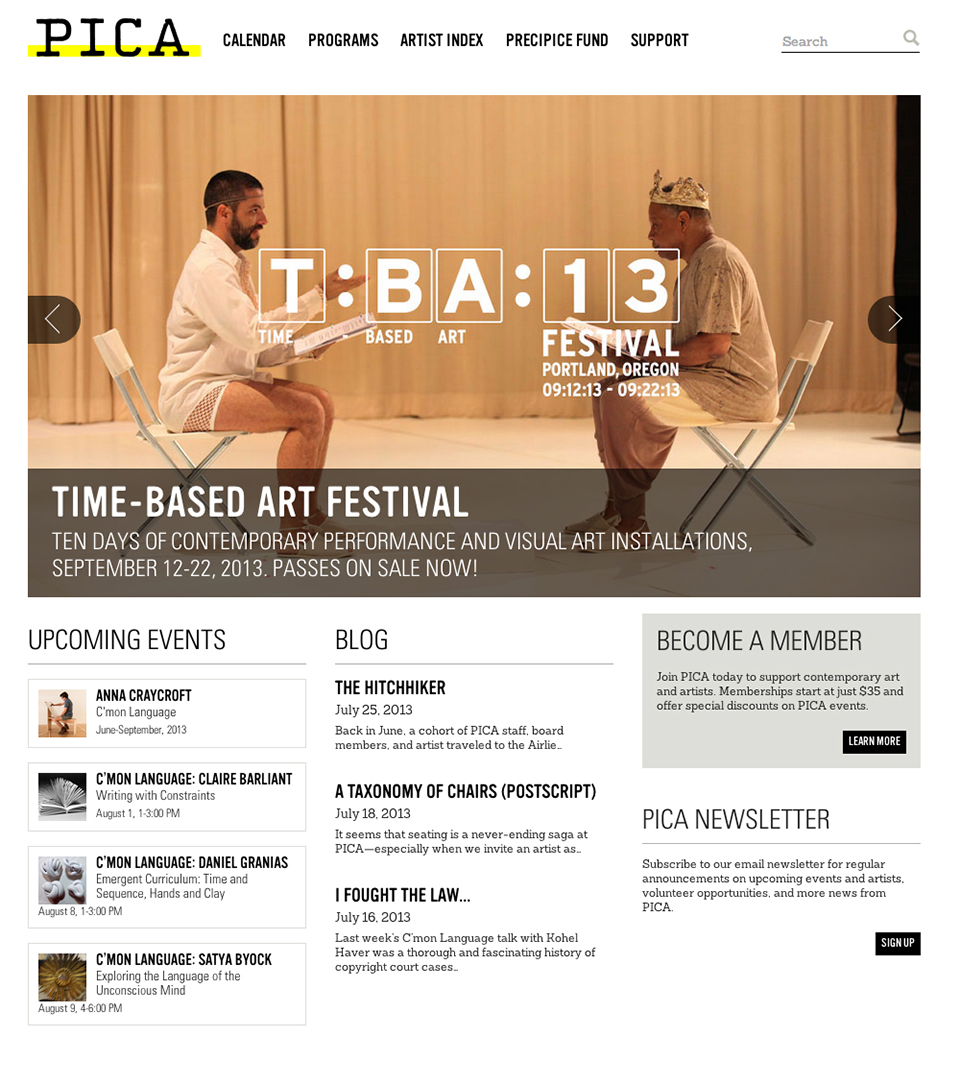 PICA
CALENDAR PROGRAMS ARTIST INDEX PRECIPICE FUND SUPPORT
Search
T:BA:13
TIME - BASED ART
FESTIVAL
PORTLAND, OREGON
09:12:13 - 09:22:13
TIME-BASED ART FESTIVAL
TEN DAYS OF CONTEMPORARY PERFORMANCE AND VISUAL ART INSTALLATIONS,
SEPTEMBER 12-22, 2013. PASSES ON SALE NOW!
UPCOMING EVENTS
ANNA CRAYCROFT
C'mon Language
June-September, 2013
C'MON LANGUAGE: CLAIRE BARLIANT
Writing with Constraints
August 1, 1-3:00 PM
C'MON LANGUAGE: DANIEL GRANIAS
Emergent Curriculum: Time and
Sequence, Hands and Clay
August 8, 1-3:00 PM
C'MON LANGUAGE: SATYA BYOCK
Exploring the Language of the
Unconscious Mind
August 9, 4-6:00 PM
BLOG
THE HITCHHIKER
July 25, 2013
Back in June, a cohort of PICA staff, board
members, and artist traveled to the Airlie...
A TAXONOMY OF CHAIRS (POSTSCRIPT)
July 18, 2013
It seems that seating is a never-ending saga at
PICA—especially when we invite an artist as...
I FOUGHT THE LAW...
July 16, 2013
Last week's C'mon Language talk with Kohel
Haver was a thorough and fascinating history of
copyright court cases...
BECOME A MEMBER
Join PICA today to support contemporary art
and artists. Memberships start at just $35 and
offer special discounts on PICA events.
LEARN MORE
PICA NEWSLETTER
Subscribe to our email newsletter for regular
announcements on upcoming events and artists,
volunteer opportunities, and more news from
PICA.
SIGN UP